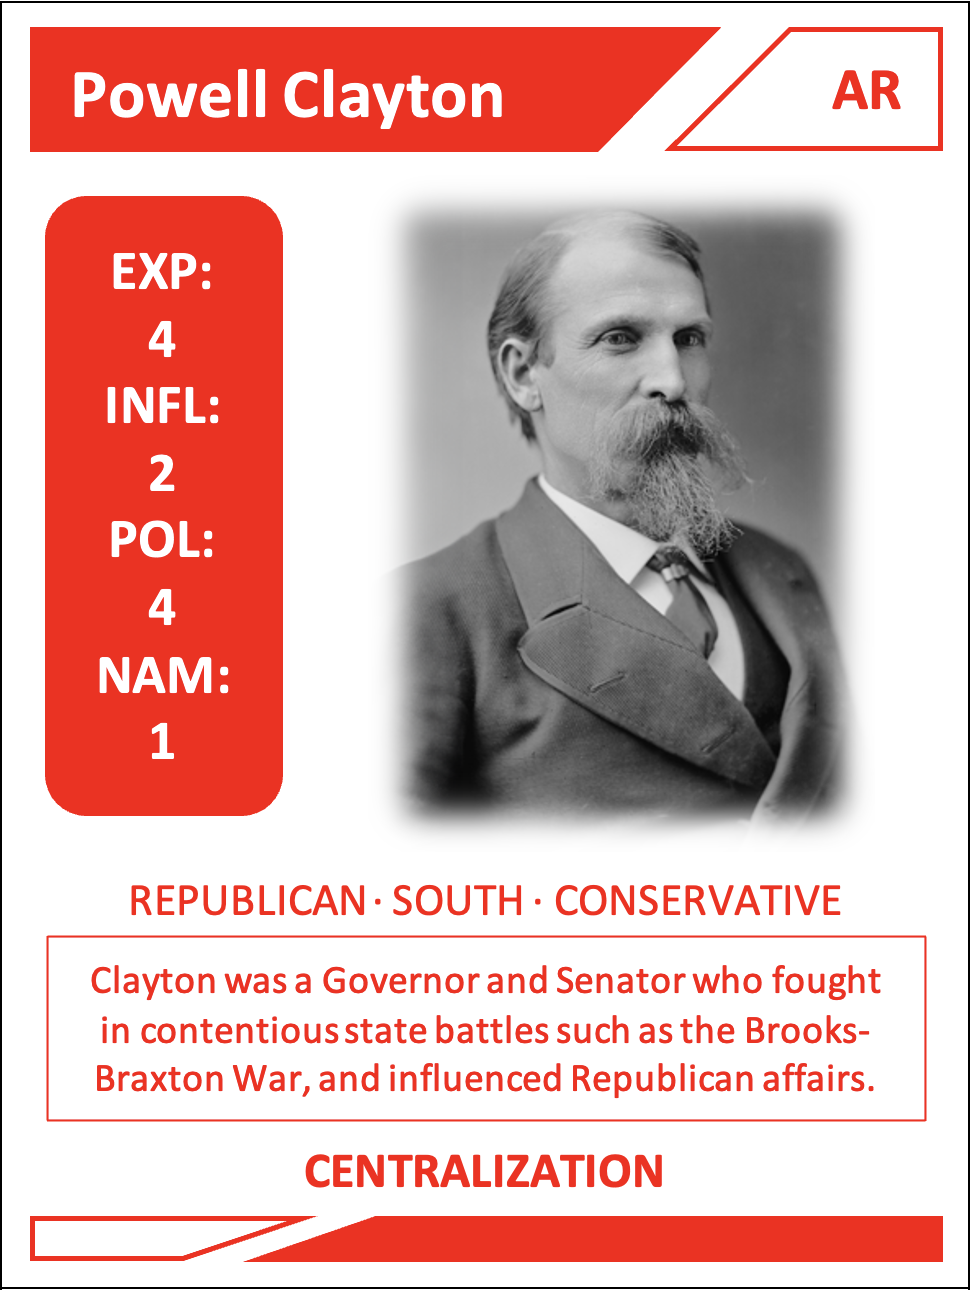 Powell Clayton
AR
EXP:
4
INFL:
2
POL:
4
NAM:
1
REPUBLICAN · SOUTH · CONSERVATIVE
Clayton was a Governor and Senator who fought
in contentious state battles such as the Brooks-
Braxton War, and influenced Republican affairs.
CENTRALIZATION